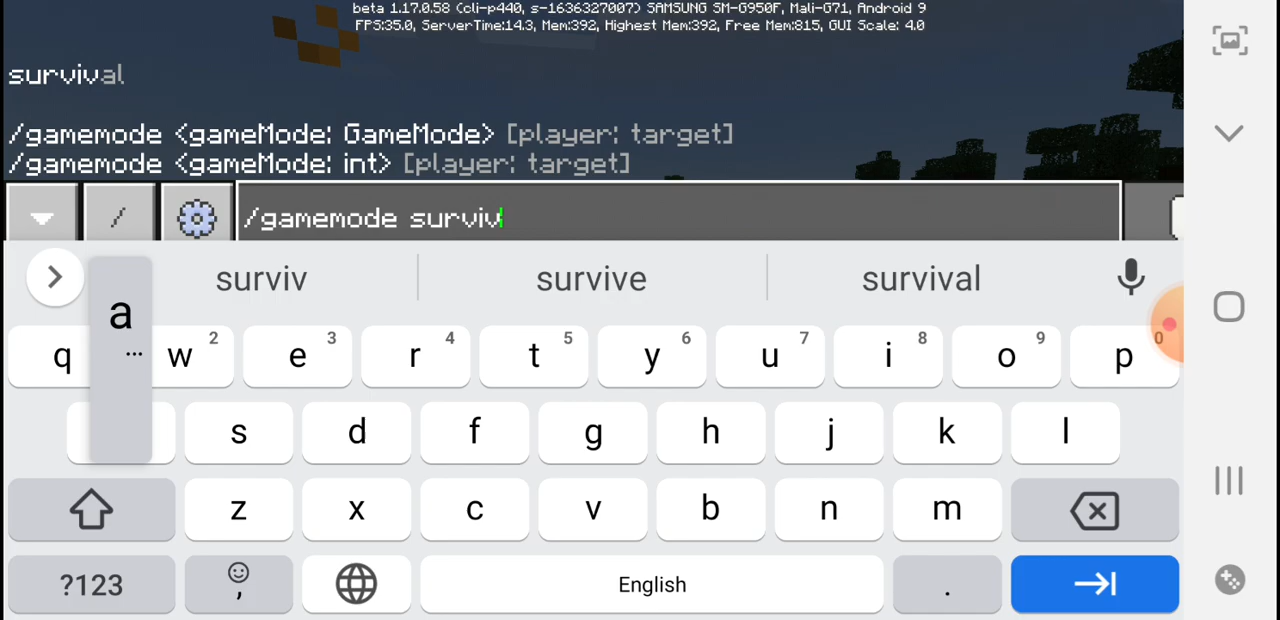 beta 1.17.0.58 (cli-p440, s-1636327007) SAMSUNG SM-G950F, Mali-G71, Android 9
FPS:35.0, ServerTime:14.3, Mem:392, Highest Mem:392, Free Mem:815, GUI Scale: 4.0
survival
/gamemode <gameMode: GameMode> [player: target]
/gamemode <gameMode: int> [player: target]
/ /gamemode surviv
surviv survive survival
a ...
q w 2 e 3 r 4 t 5 y 6 u 7 i 8 o 9 p 0
s d f g h j k l
z x c v b n m
?123 , English .